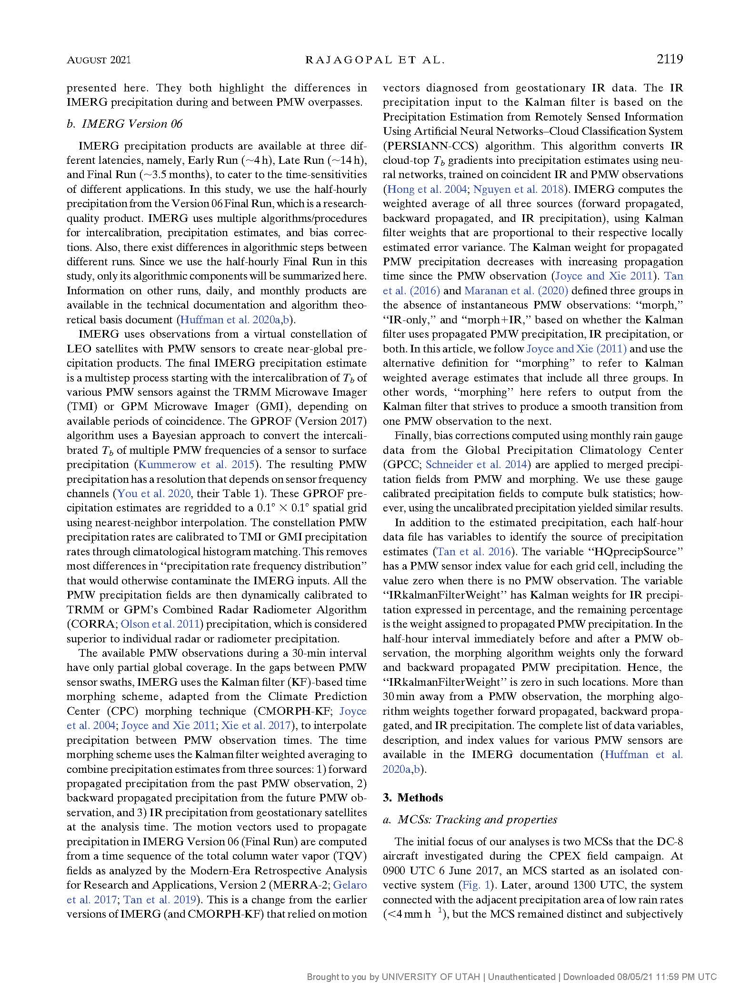 AUGUST 2021
RAJAGOPAL ET AL.
2119
presented here. They both highlight the differences in
IMERG precipitation during and between PMW overpasses.
b. IMERG Version 06
IMERG precipitation products are available at three dif-
ferent latencies, namely, Early Run (~4 h), Late Run (~14 h),
and Final Run (~3.5 months), to cater to the time-sensitivities
of different applications. In this study, we use the half-hourly
precipitation from the Version 06 Final Run, which is a research-
quality product. IMERG uses multiple algorithms/procedures
for intercalibration, precipitation estimates, and bias correc-
tions. Also, there exist differences in algorithmic steps between
different runs. Since we use the half-hourly Final Run in this
study, only its algorithmic components will be summarized here.
Information on other runs, daily, and monthly products are
available in the technical documentation and algorithm theo-
retical basis document (Huffman et al. 2020a,b).
IMERG uses observations from a virtual constellation of
LEO satellites with PMW sensors to create near-global pre-
cipitation products. The final IMERG precipitation estimate
is a multistep process starting with the intercalibration of Tb of
various PMW sensors against the TRMM Microwave Imager
(TMI) or GPM Microwave Imager (GMI), depending on
available periods of coincidence. The GPROF (Version 2017)
algorithm uses a Bayesian approach to convert the intercali-
brated Tb of multiple PMW frequencies of a sensor to surface
precipitation (Kummerow et al. 2015). The resulting PMW
precipitation has a resolution that depends on sensor frequency
channels (You et al. 2020, their Table 1). These GPROF pre-
cipitation estimates are regridded to a 0.1° × 0.1° spatial grid
using nearest-neighbor interpolation. The constellation PMW
precipitation rates are calibrated to TMI or GMI precipitation
rates through climatological histogram matching. This removes
most differences in ‘‘precipitation rate frequency distribution’’
that would otherwise contaminate the IMERG inputs. All the
PMW precipitation fields are then dynamically calibrated to
TRMM or GPM’s Combined Radar Radiometer Algorithm
(CORRA; Olson et al. 2011) precipitation, which is considered
superior to individual radar or radiometer precipitation.
The available PMW observations during a 30-min interval
have only partial global coverage. In the gaps between PMW
sensor swaths, IMERG uses the Kalman filter (KF)-based time
morphing scheme, adapted from the Climate Prediction
Center (CPC) morphing technique (CMORPH-KF; Joyce
et al. 2004; Joyce and Xie 2011; Xie et al. 2017), to interpolate
precipitation between PMW observation times. The time
morphing scheme uses the Kalman filter weighted averaging to
combine precipitation estimates from three sources: 1) forward
propagated precipitation from the past PMW observation, 2)
backward propagated precipitation from the future PMW ob-
servation, and 3) IR precipitation from geostationary satellites
at the analysis time. The motion vectors used to propagate
precipitation in IMERG Version 06 (Final Run) are computed
from a time sequence of the total column water vapor (TQV)
fields as analyzed by the Modern-Era Retrospective Analysis
for Research and Applications, Version 2 (MERRA-2; Gelaro
et al. 2017; Tan et al. 2019). This is a change from the earlier
versions of IMERG (and CMORPH-KF) that relied on motion
vectors diagnosed from geostationary IR data. The IR
precipitation input to the Kalman filter is based on the
Precipitation Estimation from Remotely Sensed Information
Using Artificial Neural Networks–Cloud Classification System
(PERSIANN-CCS) algorithm. This algorithm converts IR
cloud-top Tb gradients into precipitation estimates using neu-
ral networks, trained on coincident IR and PMW observations
(Hong et al. 2004; Nguyen et al. 2018). IMERG computes the
weighted average of all three sources (forward propagated,
backward propagated, and IR precipitation), using Kalman
filter weights that are proportional to their respective locally
estimated error variance. The Kalman weight for propagated
PMW precipitation decreases with increasing propagation
time since the PMW observation (Joyce and Xie 2011). Tan
et al. (2016) and Maranan et al. (2020) defined three groups in
the absence of instantaneous PMW observations: ‘‘morph,’’
‘‘IR-only,’’ and ‘‘morph+IR,’’ based on whether the Kalman
filter uses propagated PMW precipitation, IR precipitation, or
both. In this article, we follow Joyce and Xie (2011) and use the
alternative definition for ‘‘morphing’’ to refer to Kalman
weighted average estimates that include all three groups. In
other words, ‘‘morphing’’ here refers to output from the
Kalman filter that strives to produce a smooth transition from
one PMW observation to the next.
Finally, bias corrections computed using monthly rain gauge
data from the Global Precipitation Climatology Center
(GPCC; Schneider et al. 2014) are applied to merged precipi-
tation fields from PMW and morphing. We use these gauge
calibrated precipitation fields to compute bulk statistics; how-
ever, using the uncalibrated precipitation yielded similar results.
In addition to the estimated precipitation, each half-hour
data file has variables to identify the source of precipitation
estimates (Tan et al. 2016). The variable ‘‘HQprecipSource’’
has a PMW sensor index value for each grid cell, including the
value zero when there is no PMW observation. The variable
‘‘IRkalmanFilterWeight’’ has Kalman weights for IR precipi-
tation expressed in percentage, and the remaining percentage
is the weight assigned to propagated PMW precipitation. In the
half-hour interval immediately before and after a PMW ob-
servation, the morphing algorithm weights only the forward
and backward propagated PMW precipitation. Hence, the
‘‘IRkalmanFilterWeight’’ is zero in such locations. More than
30 min away from a PMW observation, the morphing algo-
rithm weights together forward propagated, backward propa-
gated, and IR precipitation. The complete list of data variables,
description, and index values for various PMW sensors are
available in the IMERG documentation (Huffman et al.
2020a,b).
3. Methods
a. MCSs: Tracking and properties
The initial focus of our analyses is two MCSs that the DC-8
aircraft investigated during the CPEX field campaign. At
0900 UTC 6 June 2017, an MCS started as an isolated con-
vective system (Fig. 1). Later, around 1300 UTC, the system
connected with the adjacent precipitation area of low rain rates
(<4 mm h 1), but the MCS remained distinct and subjectively
Brought to you by UNIVERSITY OF UTAH | Unauthenticated | Downloaded 08/05/21 11:59 PM UTC